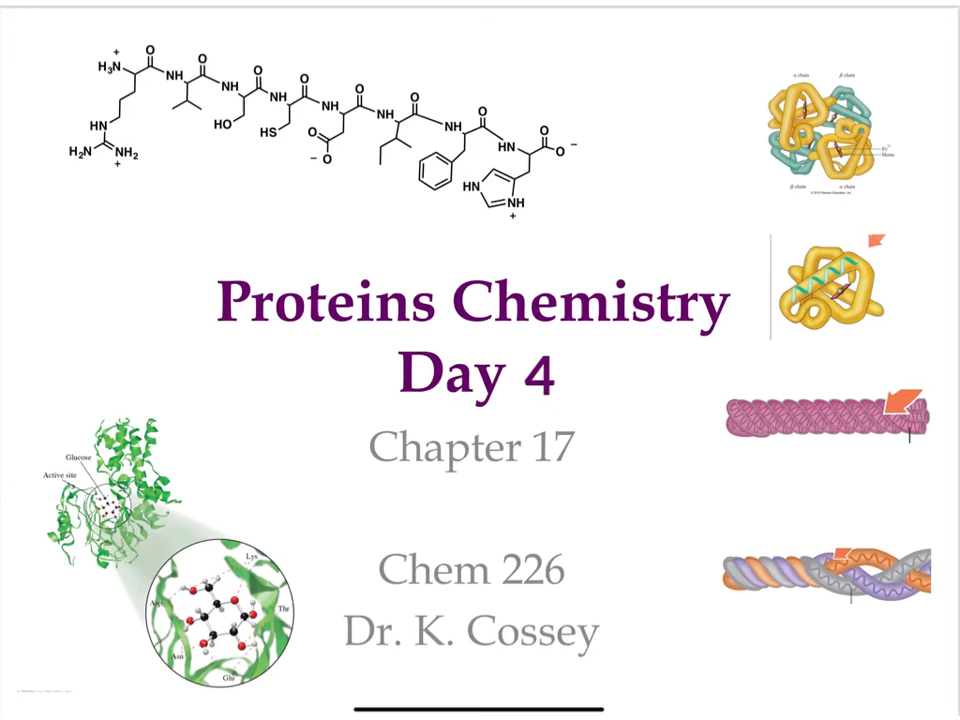 +
H₃N
O
NH
O
NH
O
NH
O
NH
O
NH
O
NH
O
HN
O
O −
HO
HS
O
− O
HN
H₂N
NH₂
+
HN
NH
+
α chain
β chain
Fe
Heme
β chain
α chain
Proteins Chemistry
Day 4
Chapter 17
Glucose
Active site
Lys
Thr
Asn
Glu
Chem 226
Dr. K. Cossey